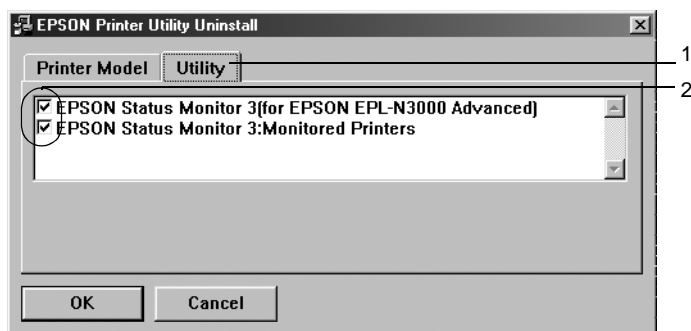 EPSON Printer Utility Uninstall
Printer Model Utility
1
2
EPSON Status Monitor 3(for EPSON EPL-N3000 Advanced)
EPSON Status Monitor 3:Monitored Printers
OK Cancel